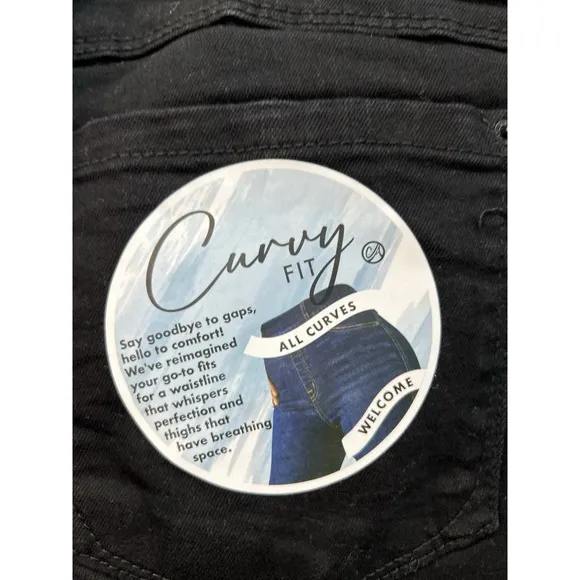 Curvy
FIT
CA
Say goodbye to gaps,
hello to comfort!
We've reimagined
your go-to fits
for a waistline
that whispers
perfection and
thighs that
have breathing
space.
ALL CURVES
WELCOME